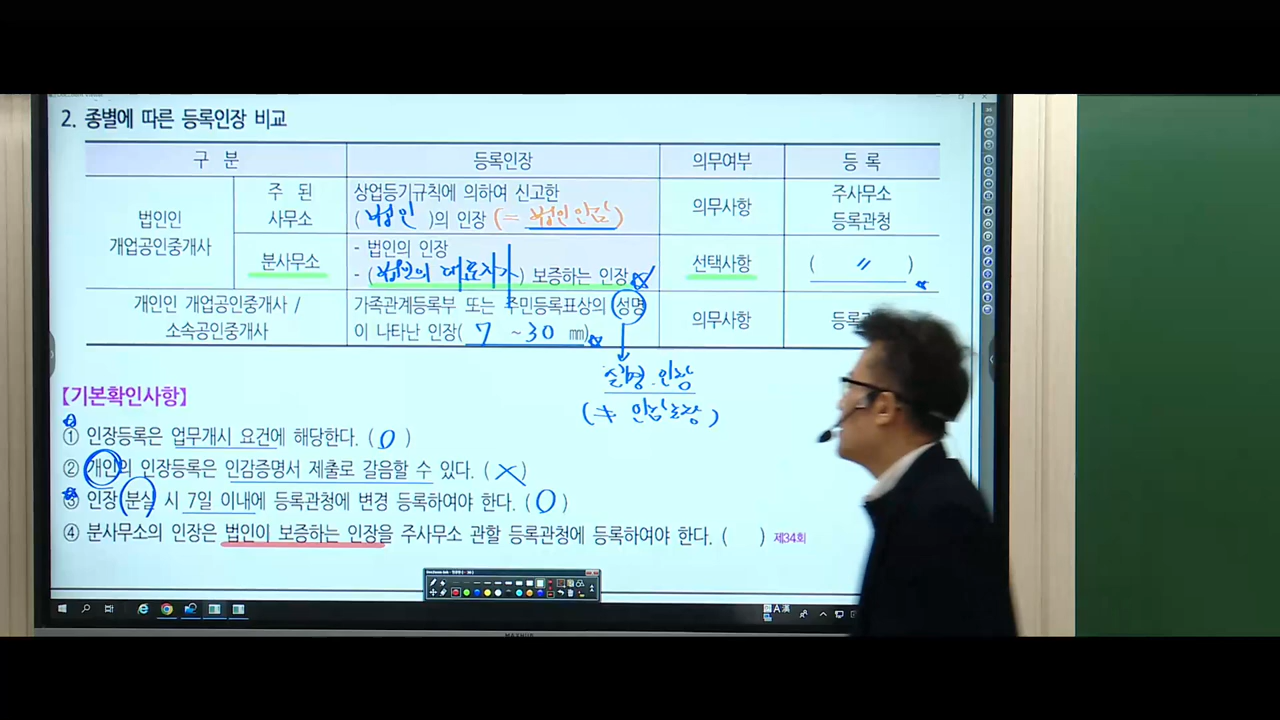 2. 종별에 따른 등록인장 비교
구 분 등록인장 의무여부 등 록
법인인 개업공인중개사 주 된 사무소 상업등기규칙에 의하여 신고한 ( 법인 )의 인장 (= 법인인감) 의무사항 주사무소 등록관청
분사무소 - 법인의 인장 - (법인의 대표자가) 보증하는 인장 선택사항 ( 〃 )
개인인 개업공인중개사 / 소속공인중개사 가족관계등록부 또는 주민등록표상의 성명이 나타난 인장( 7 ~30 ㎜) 의무사항
실명 인장
(≠ 인감도장)
【기본확인사항】
① 인장등록은 업무개시 요건에 해당한다. ( O )
② 개인의 인장등록은 인감증명서 제출로 갈음할 수 있다. ( X )
③ 인장 분실 시 7일 이내에 등록관청에 변경 등록하여야 한다. ( O )
④ 분사무소의 인장은 법인이 보증하는 인장을 주사무소 관할 등록관청에 등록하여야 한다. ( ) 제34회